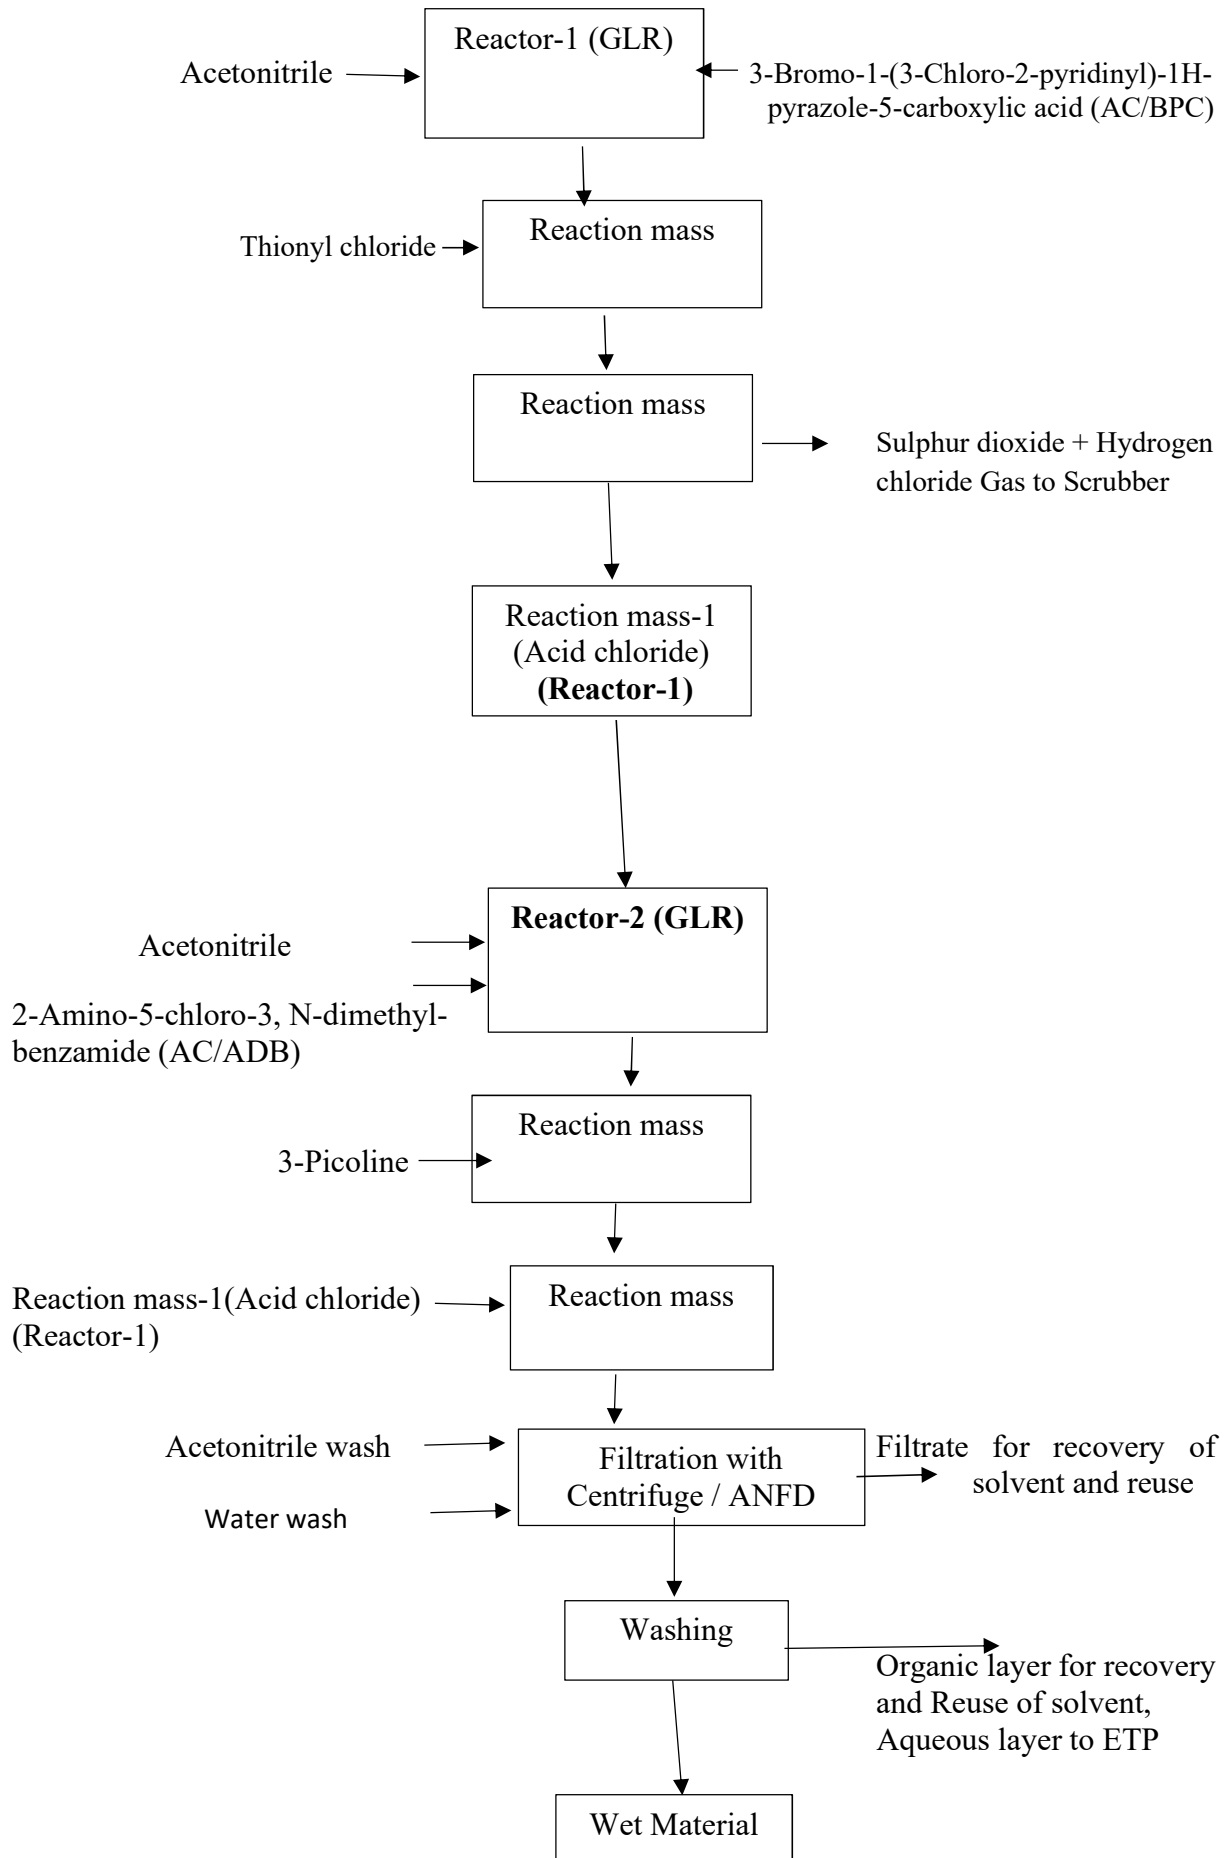 Reactor-1 (GLR)
Acetonitrile
3-Bromo-1-(3-Chloro-2-pyridinyl)-1H-
pyrazole-5-carboxylic acid (AC/BPC)
Reaction mass
Thionyl chloride
Reaction mass
Sulphur dioxide + Hydrogen
chloride Gas to Scrubber
Reaction mass-1
(Acid chloride)
(Reactor-1)
Reactor-2 (GLR)
Acetonitrile
2-Amino-5-chloro-3, N-dimethyl-
benzamide (AC/ADB)
Reaction mass
3-Picoline
Reaction mass-1(Acid chloride)
(Reactor-1)
Reaction mass
Acetonitrile wash
Water wash
Filtration with
Centrifuge / ANFD
Filtrate for recovery of
solvent and reuse
Washing
Organic layer for recovery
and Reuse of solvent,
Aqueous layer to ETP
Wet Material